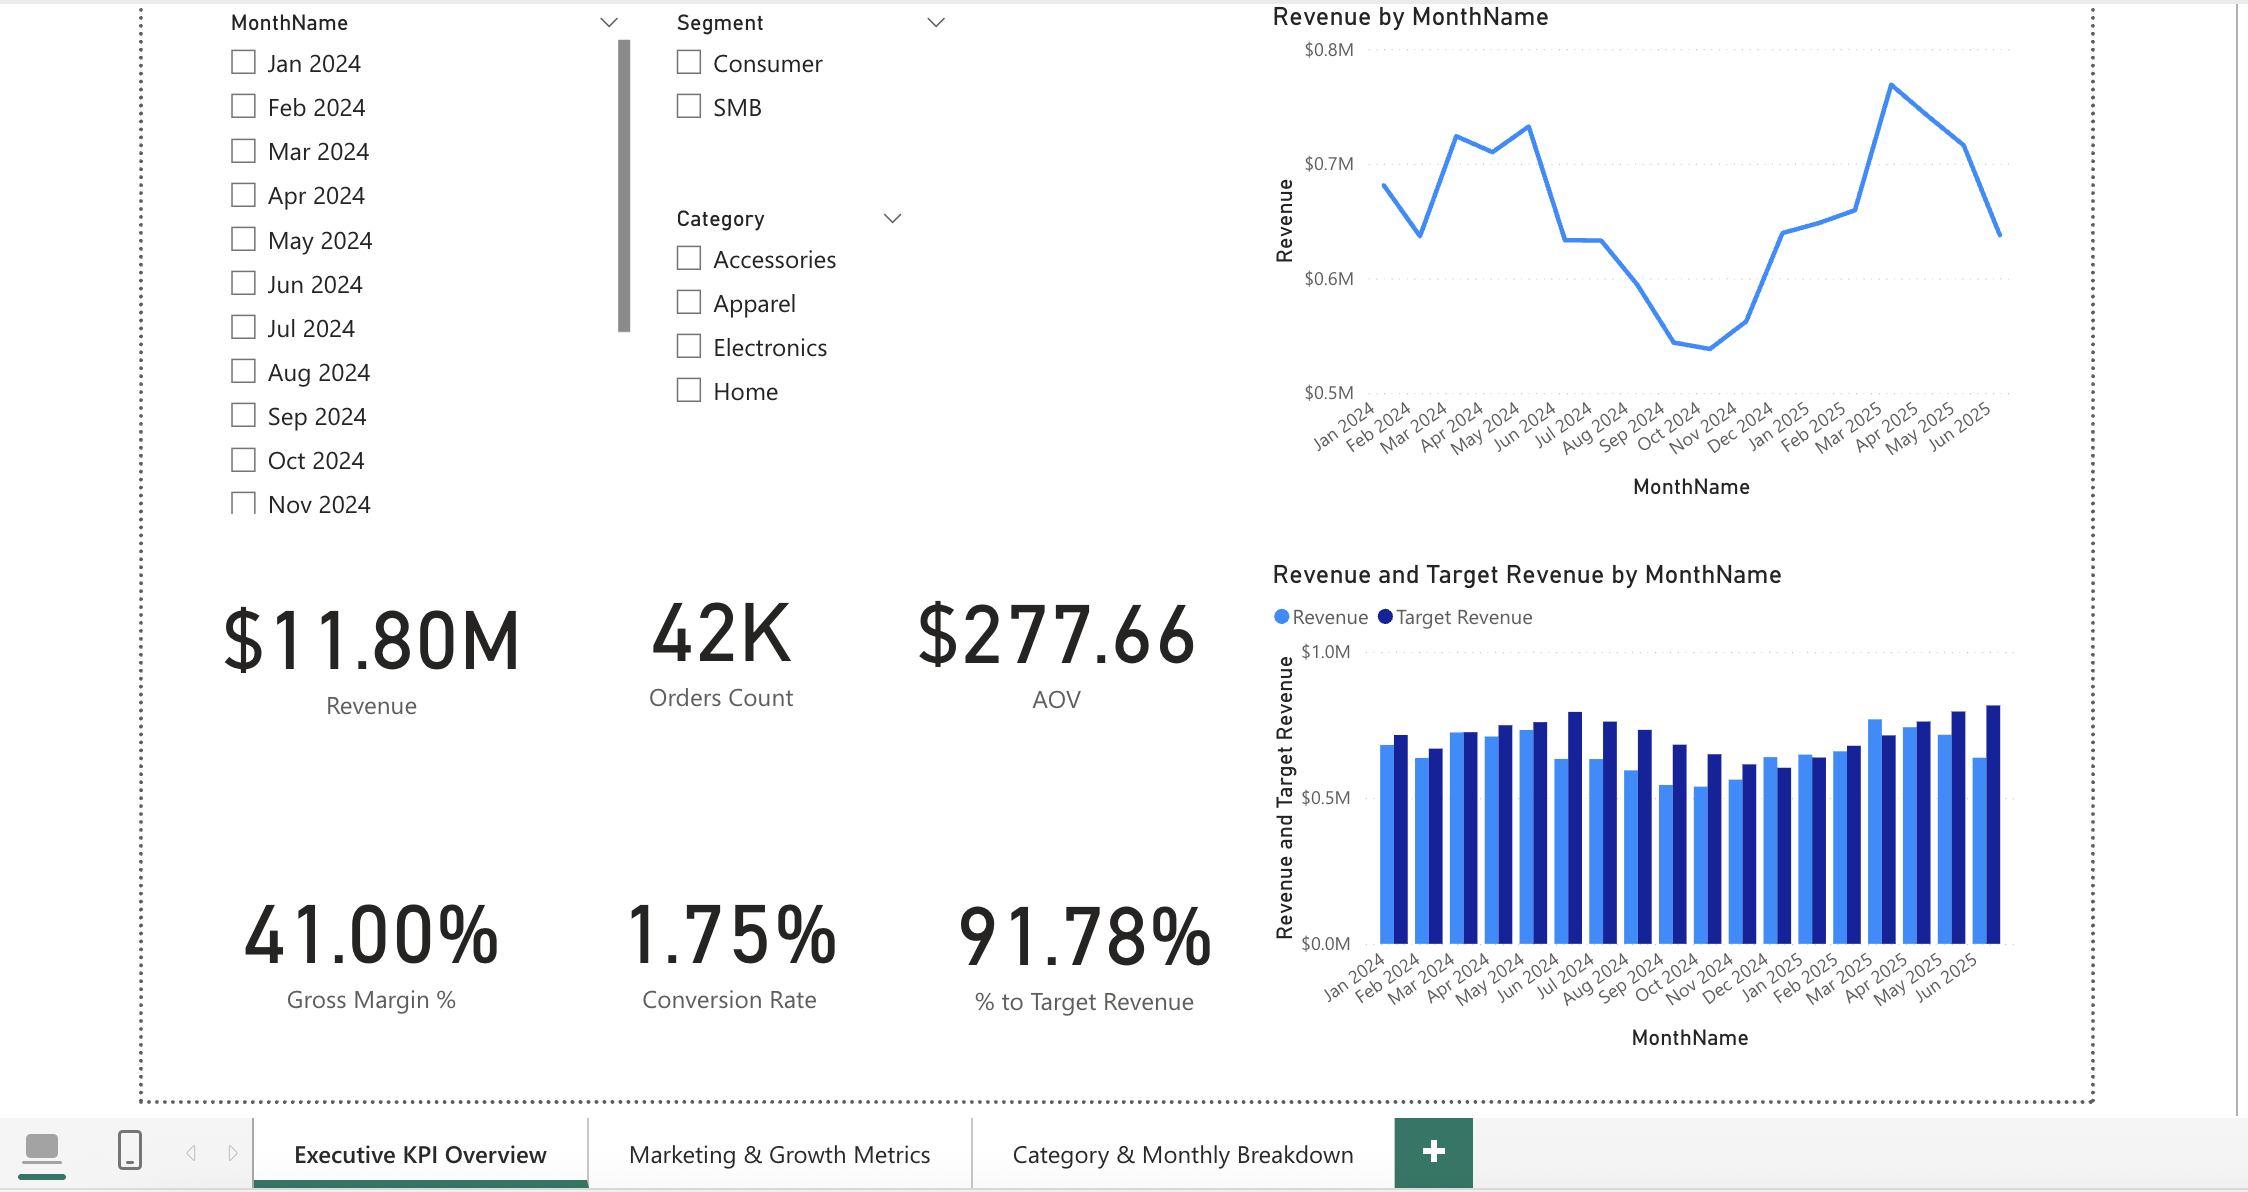 MonthName
Jan 2024
Feb 2024
Mar 2024
Apr 2024
May 2024
Jun 2024
Jul 2024
Aug 2024
Sep 2024
Oct 2024
Nov 2024
Segment
Consumer
SMB
Category
Accessories
Apparel
Electronics
Home
Revenue by MonthName
$0.8M
$0.7M
$0.6M
$0.5M
Revenue
Jan 2024
Feb 2024
Mar 2024
Apr 2024
May 2024
Jun 2024
Jul 2024
Aug 2024
Sep 2024
Oct 2024
Nov 2024
Dec 2024
Jan 2025
Feb 2025
Mar 2025
Apr 2025
May 2025
Jun 2025
MonthName
$11.80M
Revenue
42K
Orders Count
$277.66
AOV
41.00%
Gross Margin %
1.75%
Conversion Rate
91.78%
% to Target Revenue
Revenue and Target Revenue by MonthName
Revenue Target Revenue
$1.0M
$0.5M
$0.0M
Revenue and Target Revenue
Jan 2024
Feb 2024
Mar 2024
Apr 2024
May 2024
Jun 2024
Jul 2024
Aug 2024
Sep 2024
Oct 2024
Nov 2024
Dec 2024
Jan 2025
Feb 2025
Mar 2025
Apr 2025
May 2025
Jun 2025
MonthName
Executive KPI Overview
Marketing & Growth Metrics
Category & Monthly Breakdown